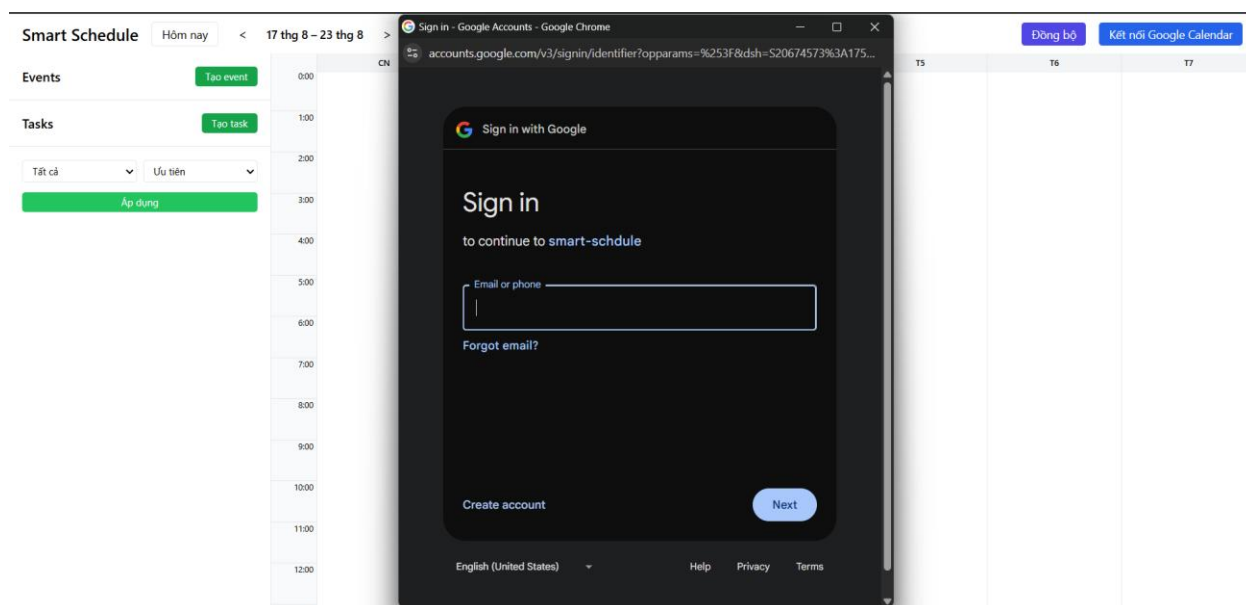 Smart Schedule Hôm nay < 17 thg 8 – 23 thg 8 >
Đồng bộ Kết nối Google Calendar
Events Tạo event
Tasks Tạo task
Tất cả Ưu tiên
Áp dụng
CN T5 T6 T7
0:00
1:00
2:00
3:00
4:00
5:00
6:00
7:00
8:00
9:00
10:00
11:00
12:00
Sign in - Google Accounts - Google Chrome
accounts.google.com/v3/signin/identifier?opparams=%253F&dsh=S20674573%3A175...
Sign in with Google
Sign in
to continue to smart-schdule
Email or phone
Forgot email?
Create account Next
English (United States) Help Privacy Terms